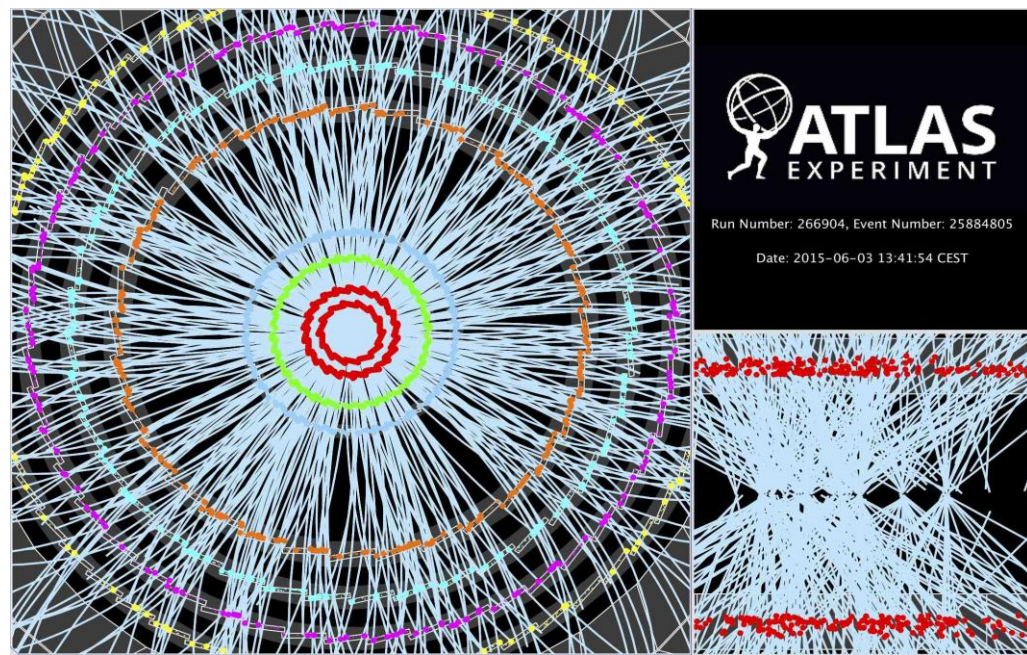 ATLAS
EXPERIMENT
Run Number: 266904, Event Number: 25884805
Date: 2015-06-03 13:41:54 CEST